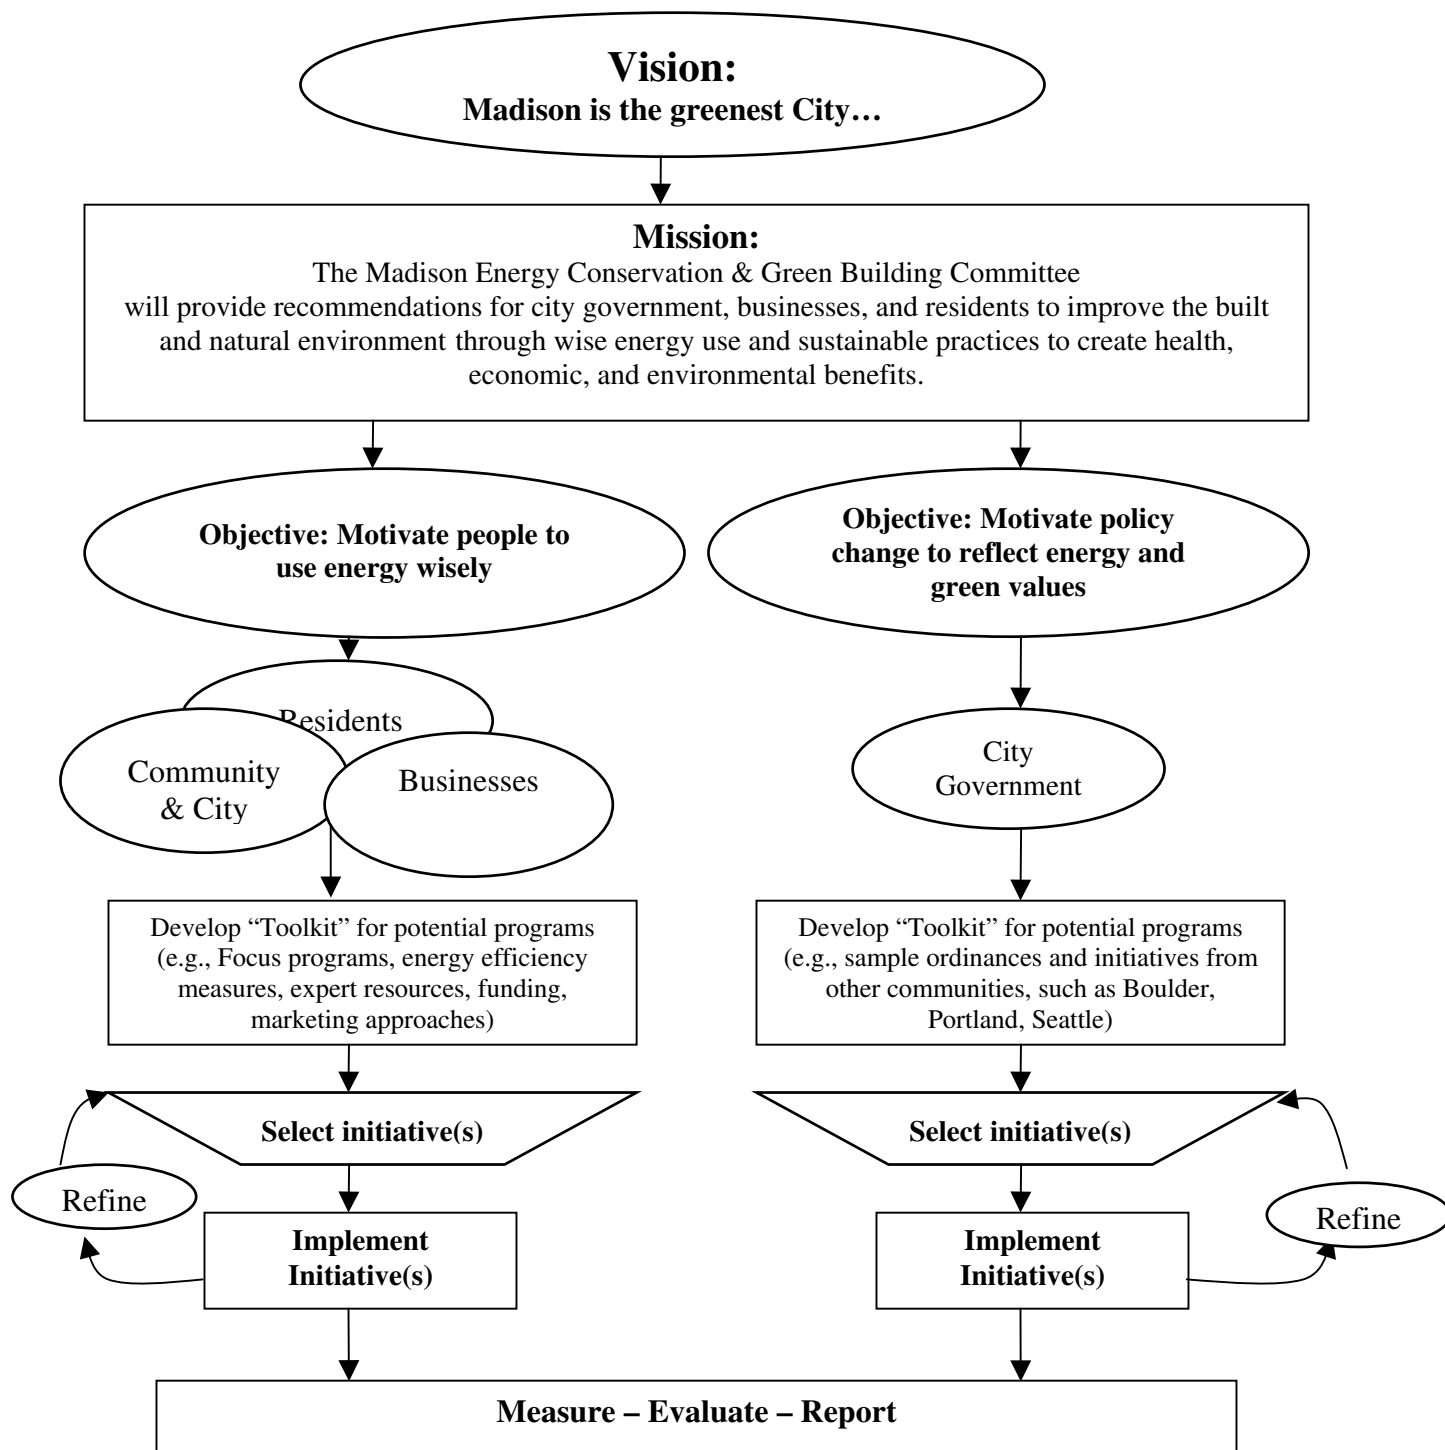 Vision:
Madison is the greenest City…
Mission:
The Madison Energy Conservation & Green Building Committee
will provide recommendations for city government, businesses, and residents to improve the built
and natural environment through wise energy use and sustainable practices to create health,
economic, and environmental benefits.
Objective: Motivate people to
use energy wisely
Objective: Motivate policy
change to reflect energy and
green values
Residents
Community
& City
Businesses
City
Government
Develop “Toolkit” for potential programs
(e.g., Focus programs, energy efficiency
measures, expert resources, funding,
marketing approaches)
Develop “Toolkit” for potential programs
(e.g., sample ordinances and initiatives from
other communities, such as Boulder,
Portland, Seattle)
Select initiative(s)
Select initiative(s)
Refine
Implement
Initiative(s)
Implement
Initiative(s)
Refine
Measure – Evaluate – Report